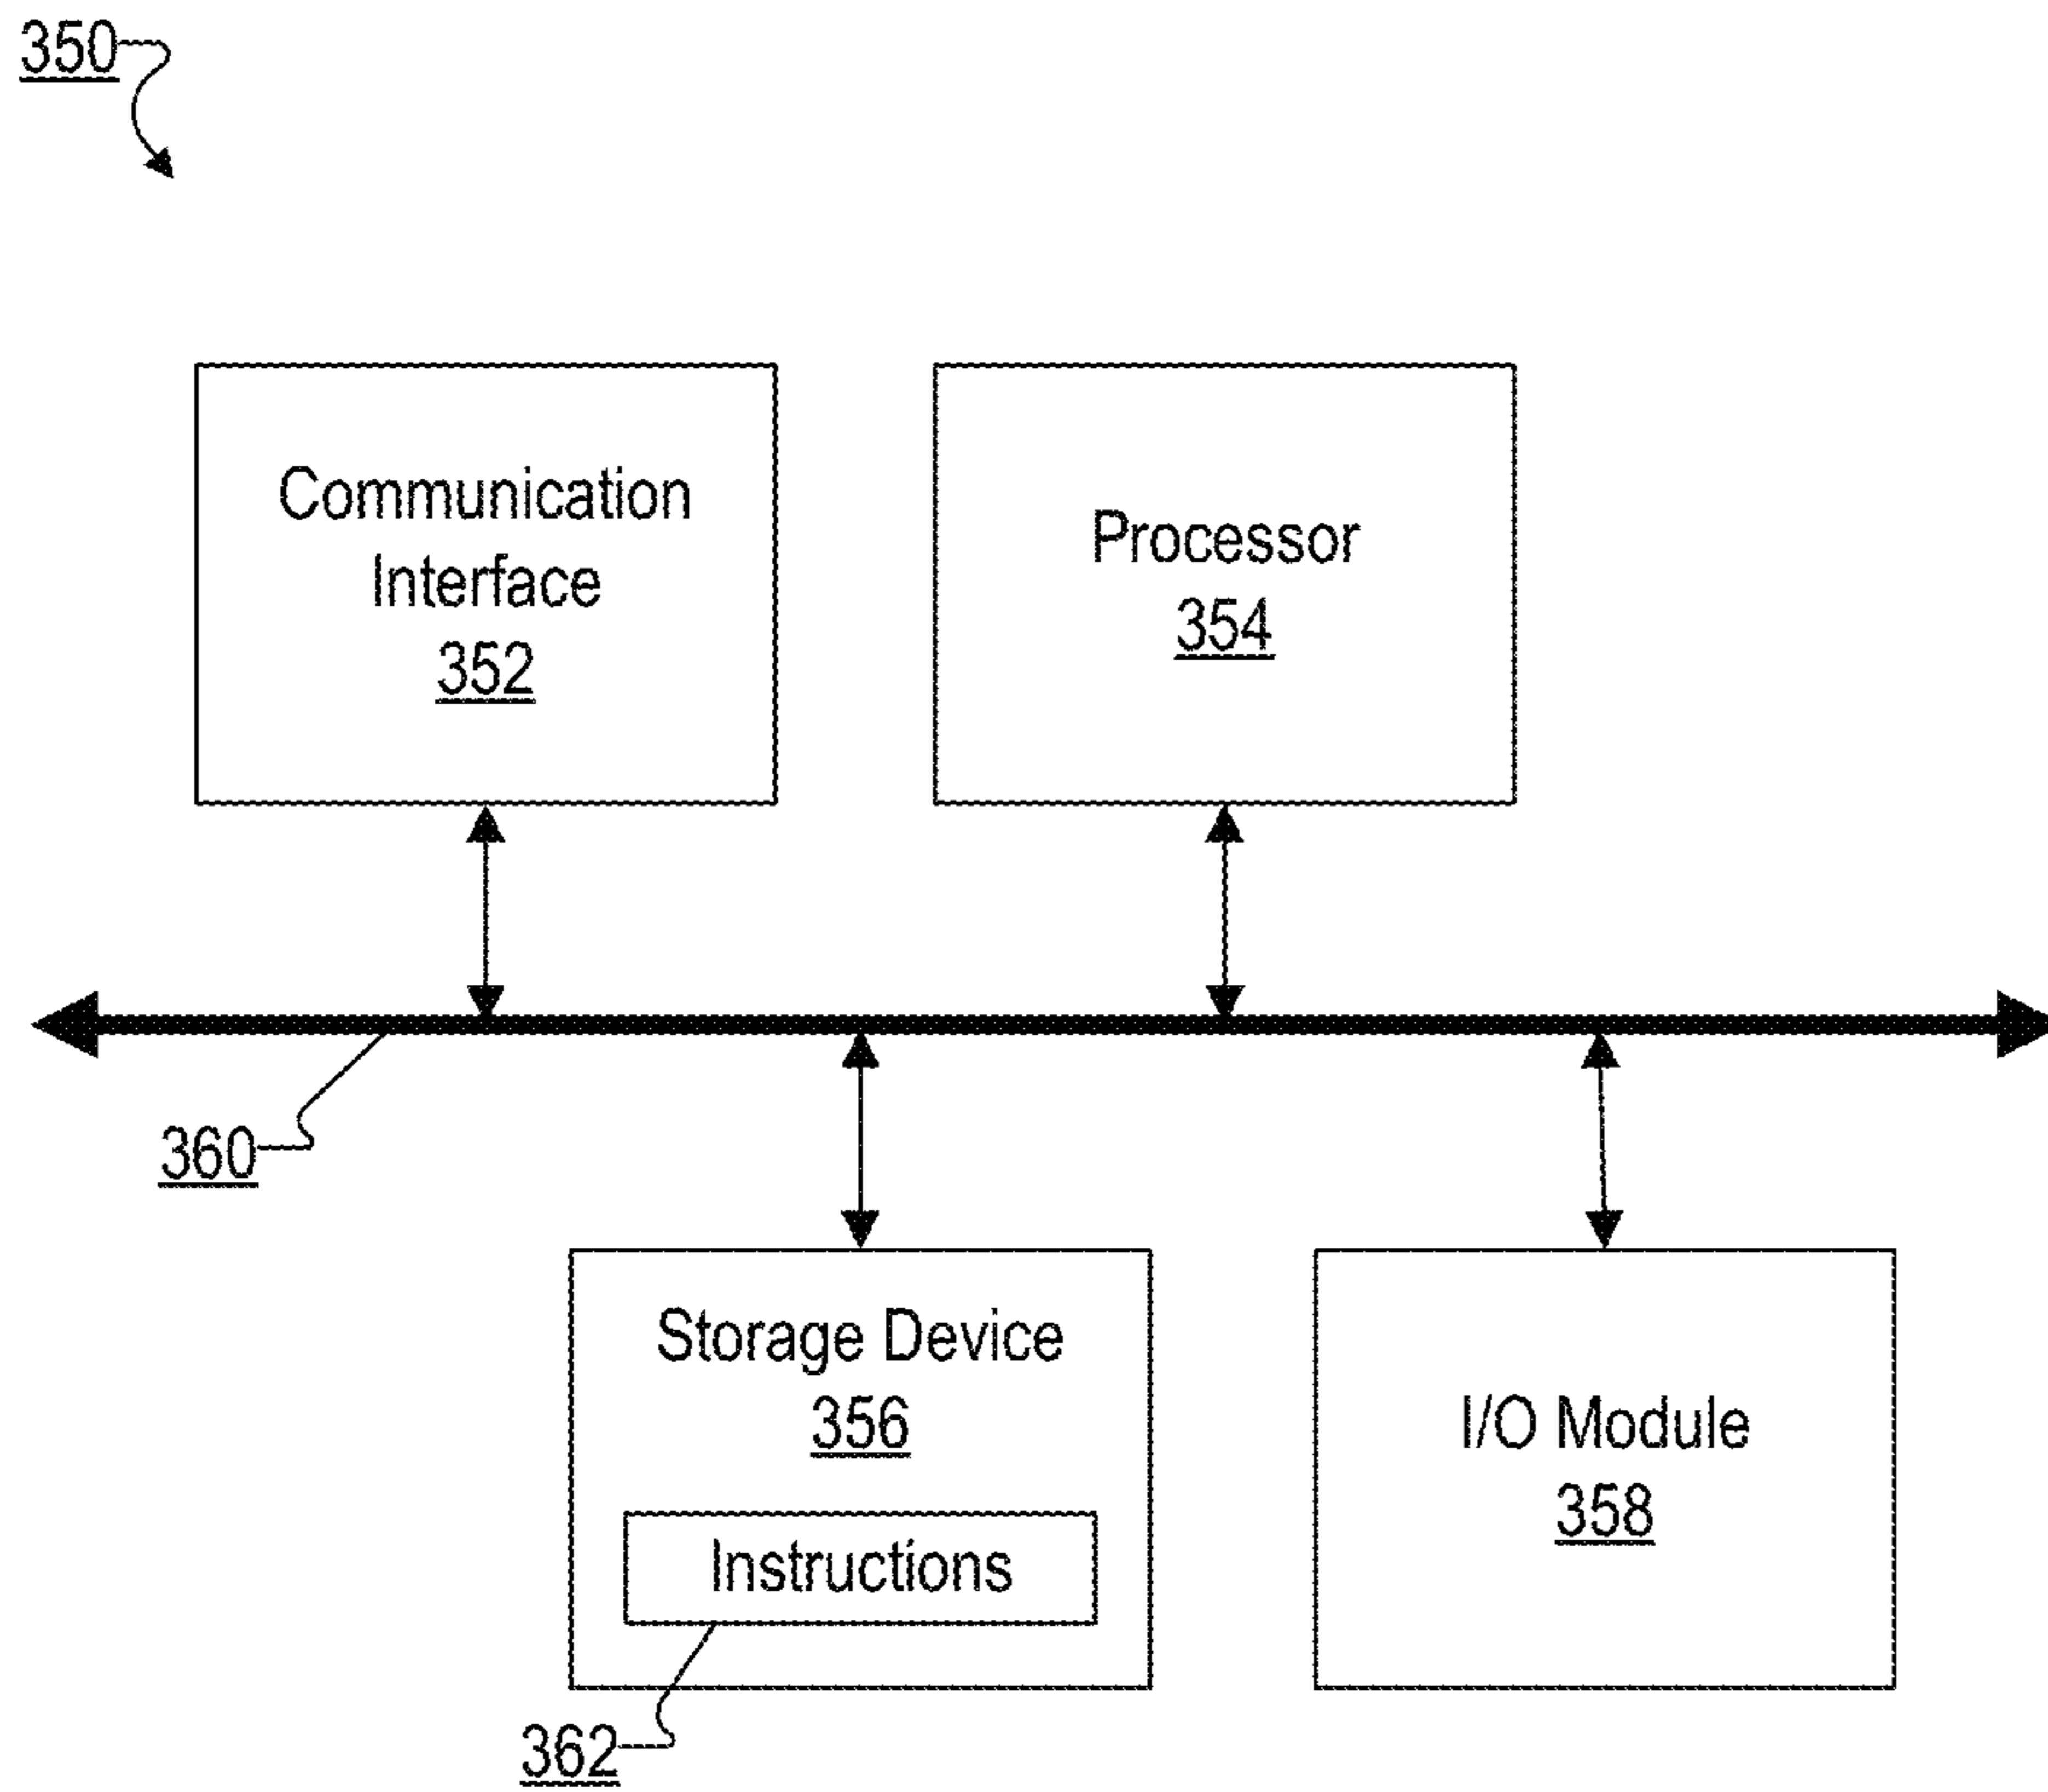 350
Communication
Interface
352
Processor
354
360
Storage Device
356
Instructions
362
I/O Module
358